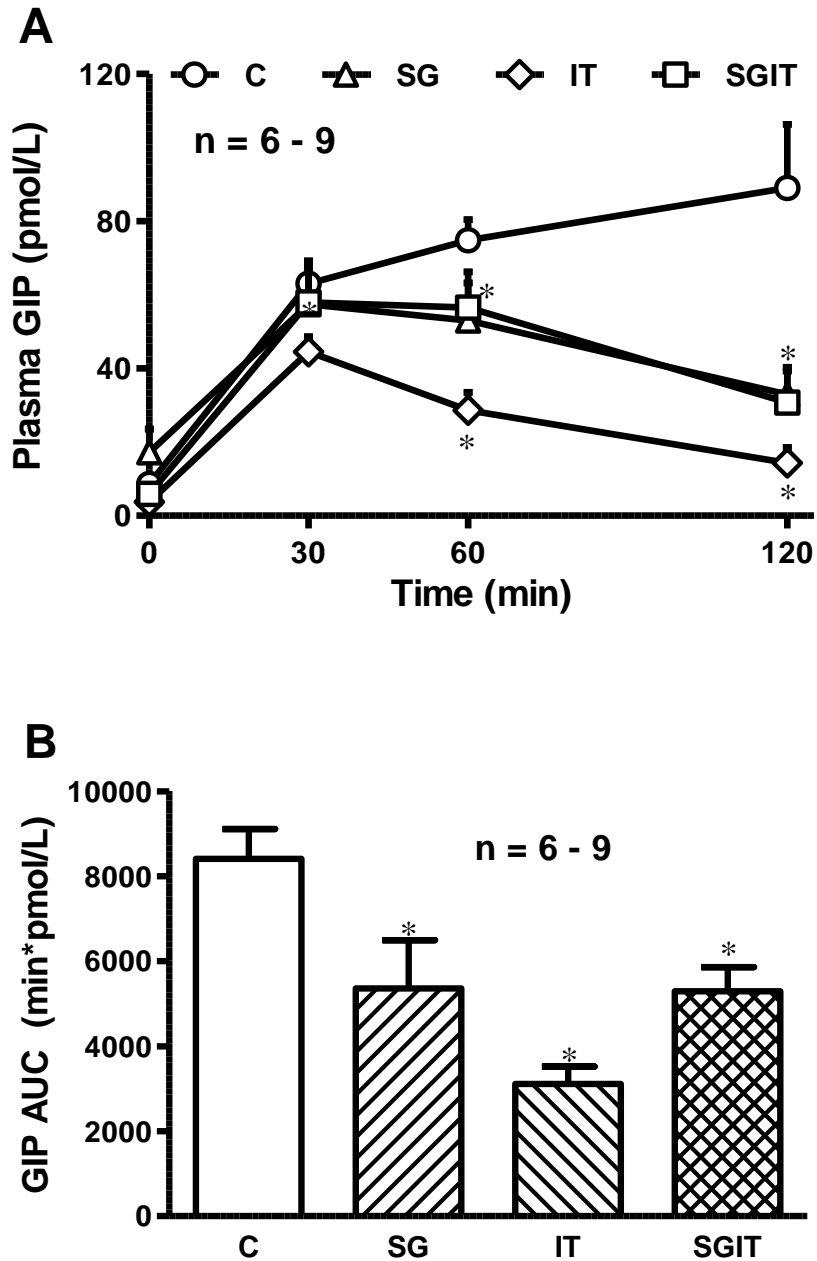 A
C SG IT SGIT
n = 6 - 9
Plasma GIP (pmol/L)
120
80
40
0
*
*
*
*
*
0 30 60 120
Time (min)
B
n = 6 - 9
GIP AUC (min*pmol/L)
10000
8000
6000
4000
2000
0
*
*
*
C SG IT SGIT